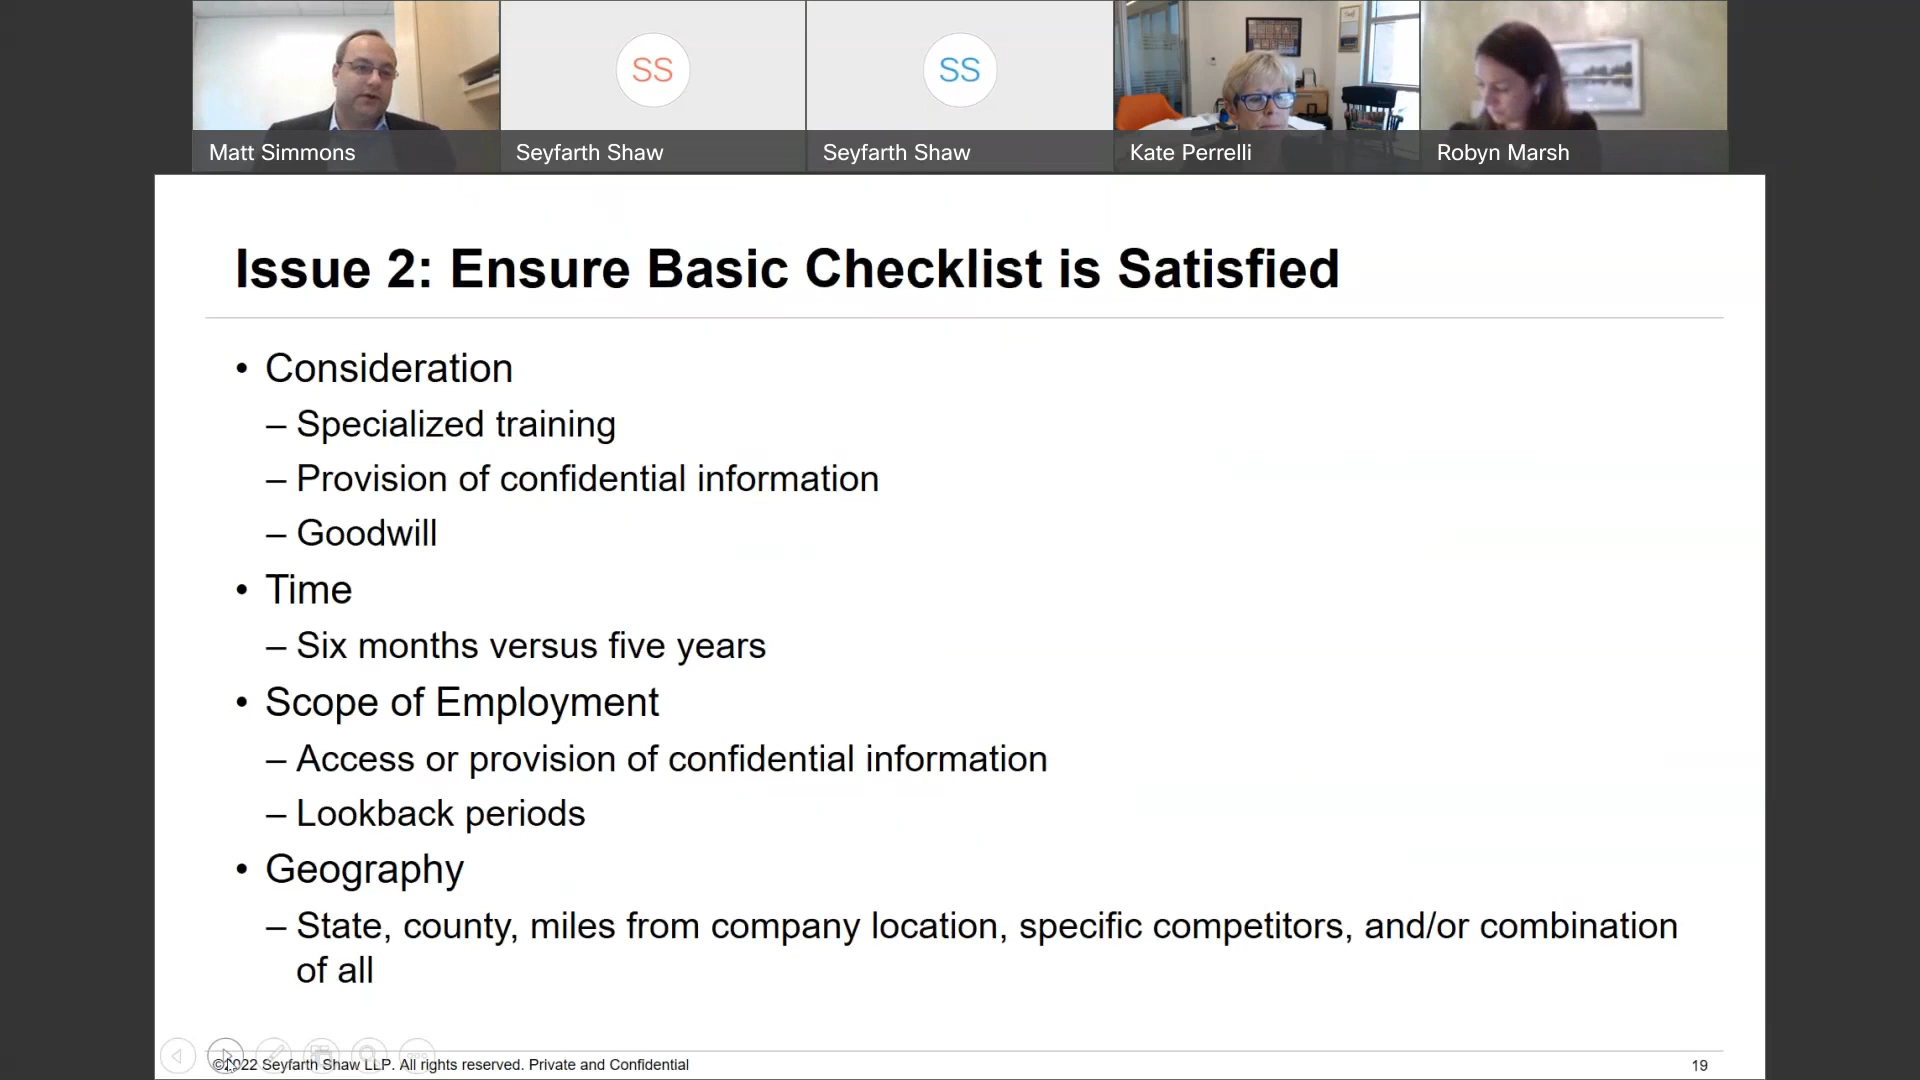 SS
SS
Matt Simmons
Seyfarth Shaw
Seyfarth Shaw
Kate Perrelli
Robyn Marsh
Issue 2: Ensure Basic Checklist is Satisfied
• Consideration
– Specialized training
– Provision of confidential information
– Goodwill
• Time
– Six months versus five years
• Scope of Employment
– Access or provision of confidential information
– Lookback periods
• Geography
– State, county, miles from company location, specific competitors, and/or combination
of all
©2022 Seyfarth Shaw LLP. All rights reserved. Private and Confidential
19